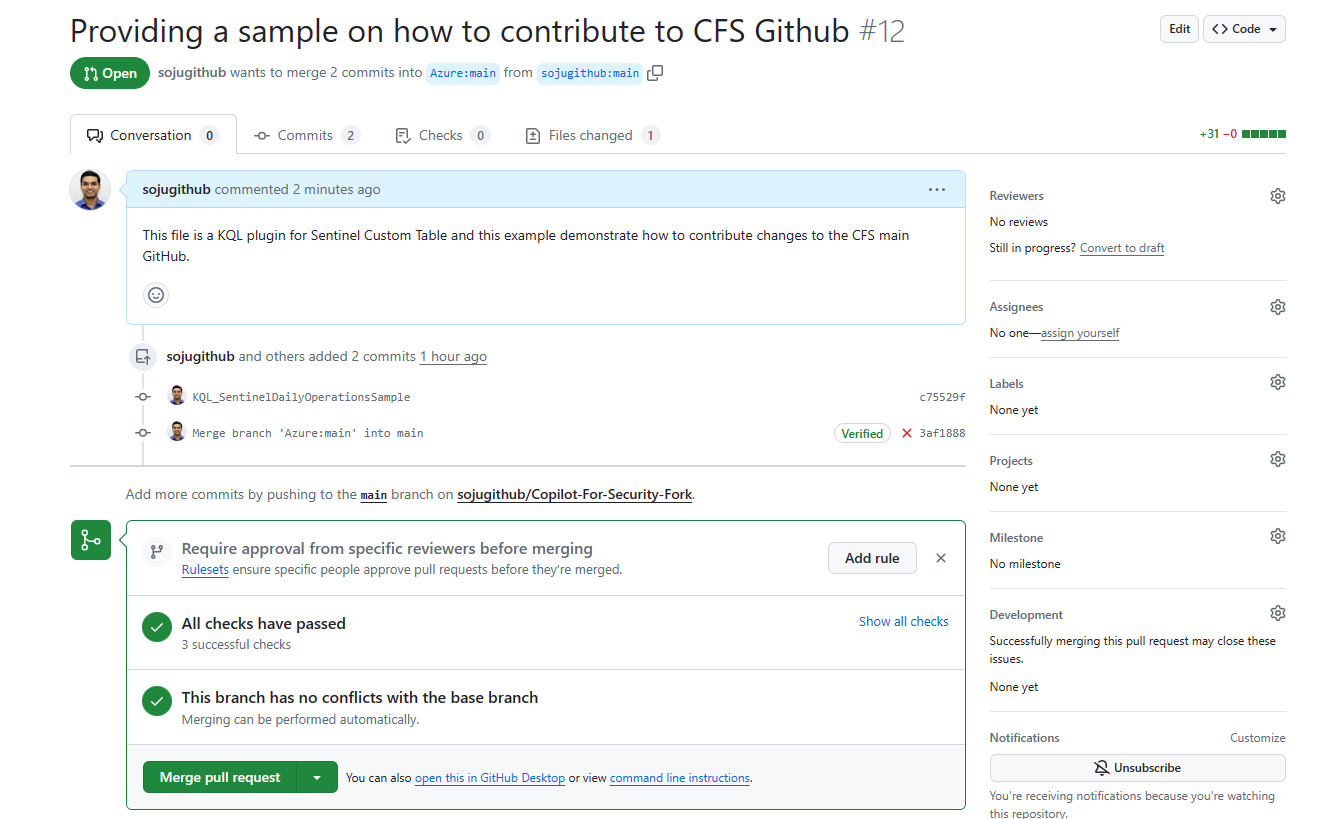 Providing a sample on how to contribute to CFS Github #12
Edit
Code
Open
sojugithub wants to merge 2 commits into Azure:main from sojugithub:main
Conversation 0
Commits 2
Checks 0
Files changed 1
+31 −0
sojugithub commented 2 minutes ago
This file is a KQL plugin for Sentinel Custom Table and this example demonstrate how to contribute changes to the CFS main
GitHub.
sojugithub and others added 2 commits 1 hour ago
KQL_SentinelDailyOperationsSample
c75529f
Merge branch 'Azure:main' into main
Verified
3af1888
Add more commits by pushing to the main branch on sojugithub/Copilot-For-Security-Fork.
Require approval from specific reviewers before merging
Rulesets ensure specific people approve pull requests before they're merged.
Add rule
All checks have passed
3 successful checks
Show all checks
This branch has no conflicts with the base branch
Merging can be performed automatically.
Merge pull request
You can also open this in GitHub Desktop or view command line instructions.
Reviewers
No reviews
Still in progress? Convert to draft
Assignees
No one—assign yourself
Labels
None yet
Projects
None yet
Milestone
No milestone
Development
Successfully merging this pull request may close these
issues.
None yet
Notifications
Customize
Unsubscribe
You're receiving notifications because you're watching
this repository.